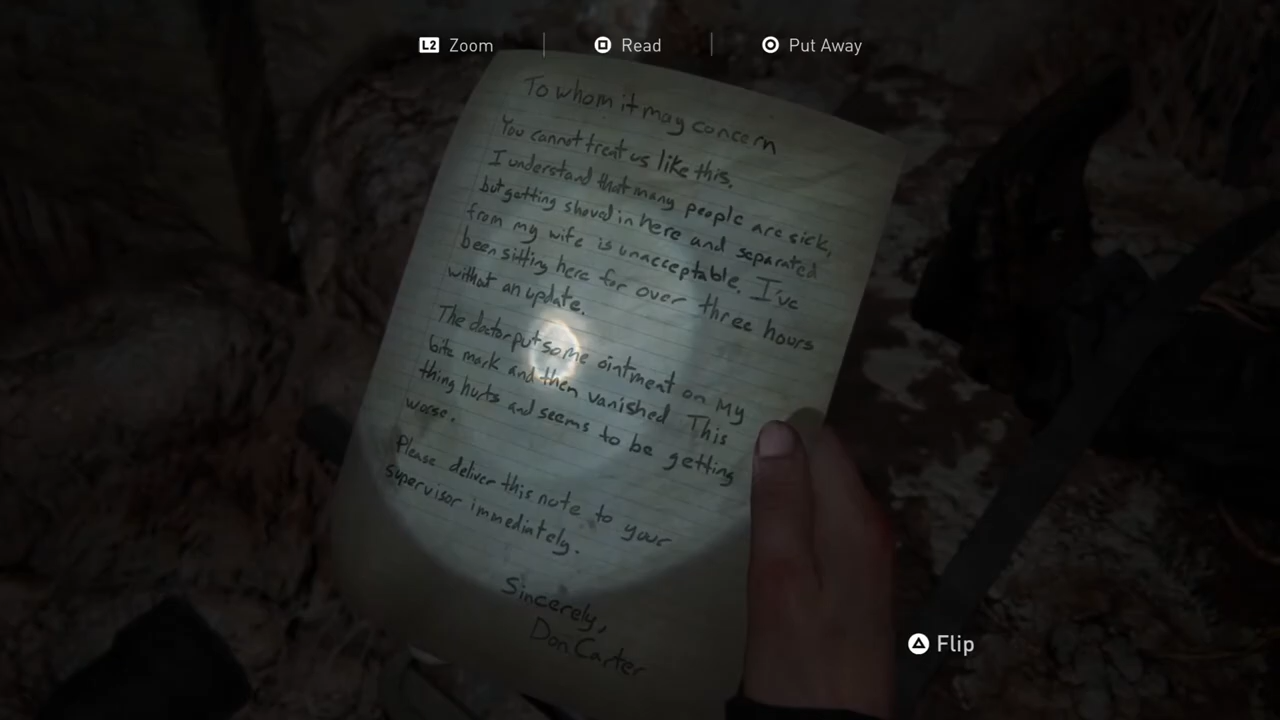 L2 Zoom
Read
Put Away
To whom it may concern
You cannot treat us like this.
I understand that many people are sick,
but getting shoved in here and separated
from my wife is unacceptable. I've
been sitting here for over three hours
without an update.
The doctor put some ointment on my
bite mark and then vanished This
thing hurts and seems to be getting
worse.
Please deliver this note to your
supervisor immediately.
Sincerely,
Don Carter
Flip